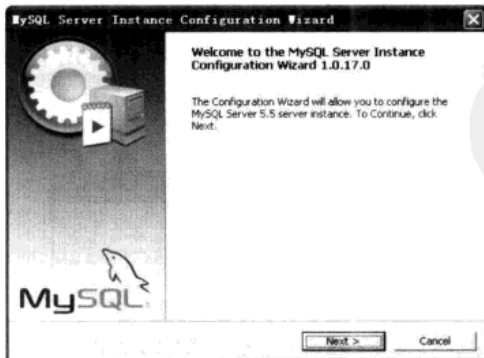 MySQL Server Instance Configuration Wizard
Welcome to the MySQL Server Instance
Configuration Wizard 1.0.17.0
The Configuration Wizard will allow you to configure the
MySQL Server 5.5 server instance. To Continue, click
Next.
MySQL
Next >
Cancel